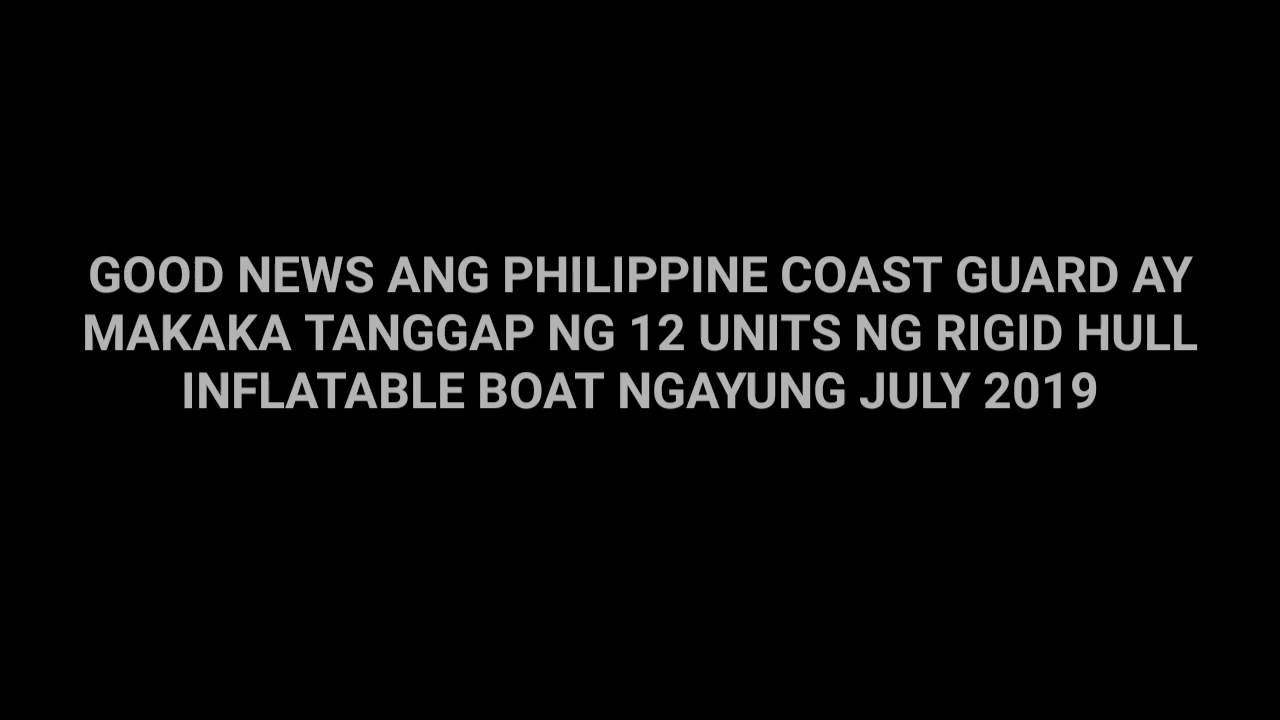 GOOD NEWS ANG PHILIPPINE COAST GUARD AY
MAKAKA TANGGAP NG 12 UNITS NG RIGID HULL
INFLATABLE BOAT NGAYUNG JULY 2019